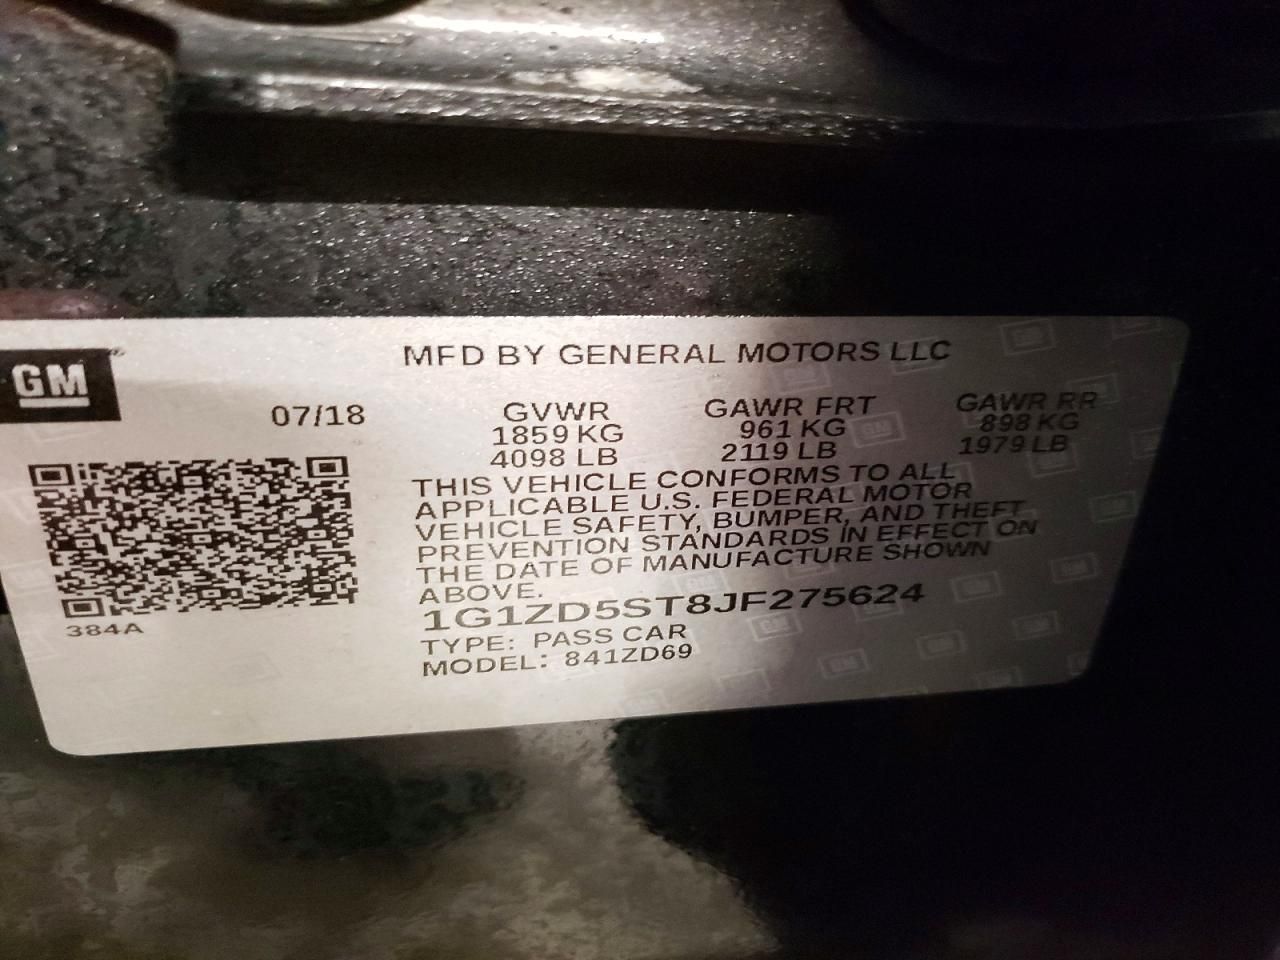 GM
MFD BY GENERAL MOTORS LLC
07/18 GVWR GAWR FRT GAWR RR
1859 KG 961 KG 898 KG
4098 LB 2119 LB 1979 LB
THIS VEHICLE CONFORMS TO ALL
APPLICABLE U.S. FEDERAL MOTOR
VEHICLE SAFETY, BUMPER, AND THEFT
PREVENTION STANDARDS IN EFFECT ON
THE DATE OF MANUFACTURE SHOWN
ABOVE.
1G1ZD5ST8JF275624
384A
TYPE: PASS CAR
MODEL: 841ZD69